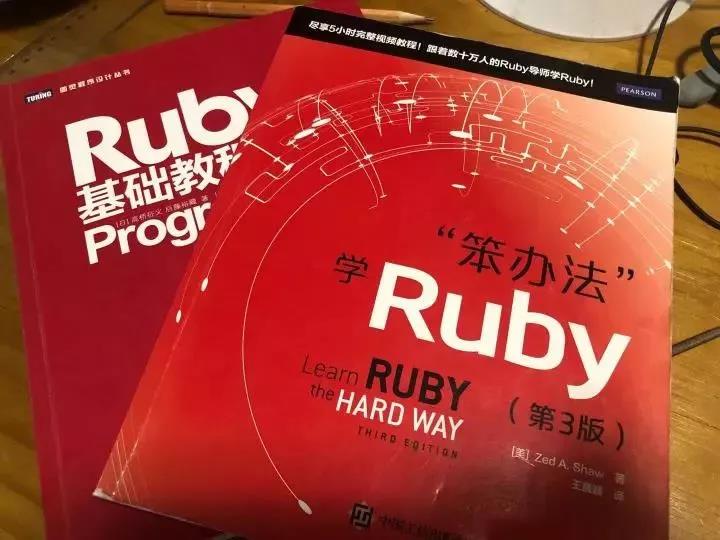 TURING 图灵程序设计丛书
Ruby
基础教程
[日] 高桥征义 后藤裕藏 著
Progr
尽享5小时完整视频教程!跟着数十万人的Ruby导师学Ruby!
PEARSON
“笨办法”
学 Ruby
(第3版)
Learn RUBY
the HARD WAY
THIRD EDITION
[美] Zed A. Shaw 著
译